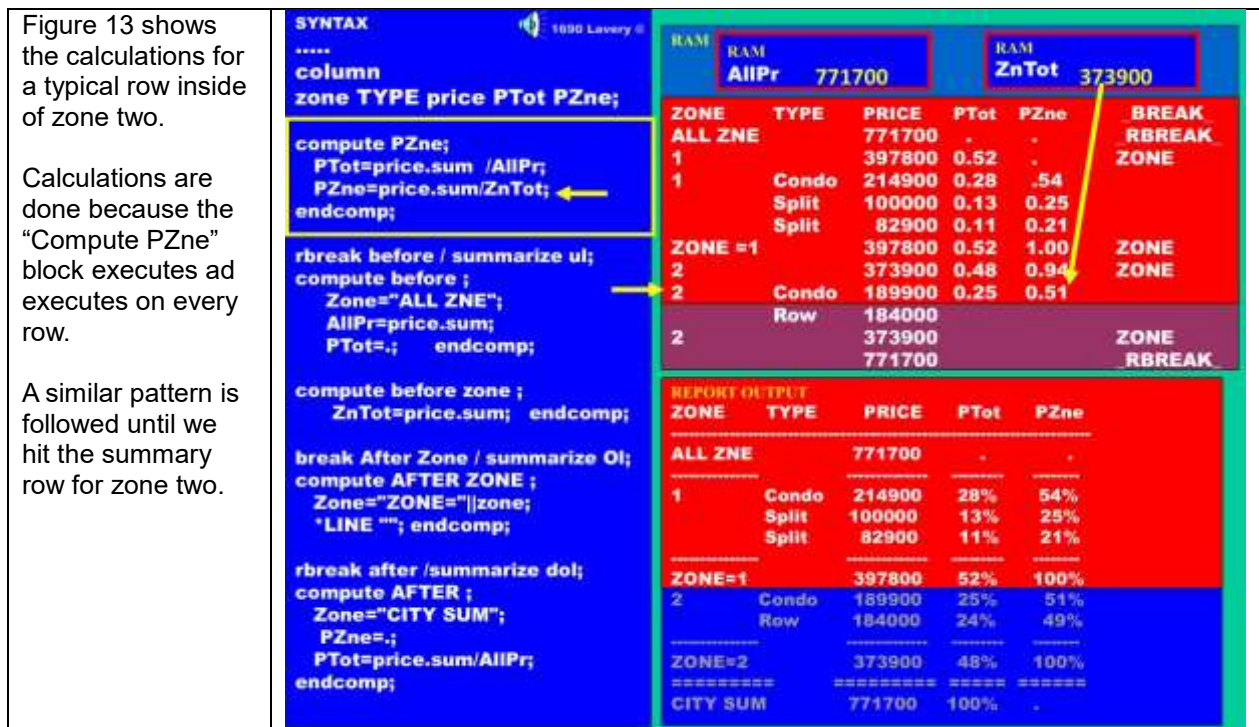 Figure 13 shows
the calculations for
a typical row inside
of zone two.
Calculations are
done because the
“Compute PZne”
block executes ad
executes on every
row.
A similar pattern is
followed until we
hit the summary
row for zone two.
SYNTAX 1690 Lavery ©
.....
column
zone TYPE price PTot PZne;
compute PZne;
PTot=price.sum /AllPr;
PZne=price.sum/ZnTot;
endcomp;
rbreak before / summarize ul;
compute before ;
Zone="ALL ZNE";
AllPr=price.sum;
PTot=.; endcomp;
compute before zone ;
ZnTot=price.sum; endcomp;
break After Zone / summarize Ol;
compute AFTER ZONE ;
Zone="ZONE="||zone;
*LINE ""; endcomp;
rbreak after /summarize dol;
compute AFTER ;
Zone="CITY SUM";
PZne=.;
PTot=price.sum/AllPr;
endcomp;
RAM
RAM
AllPr 771700
RAM
ZnTot 373900
ZONE TYPE PRICE PTot PZne _BREAK_
ALL ZNE 771700 . . _RBREAK_
1 397800 0.52 . ZONE
1 Condo 214900 0.28 .54
Split 100000 0.13 0.25
Split 82900 0.11 0.21
ZONE =1 397800 0.52 1.00 ZONE
2 373900 0.48 0.94 ZONE
2 Condo 189900 0.25 0.51
Row 184000
2 373900 ZONE
771700 _RBREAK_
REPORT OUTPUT
ZONE TYPE PRICE PTot PZne
ALL ZNE 771700 . .
1 Condo 214900 28% 54%
Split 100000 13% 25%
Split 82900 11% 21%
ZONE=1 397800 52% 100%
2 Condo 189900 25% 51%
Row 184000 24% 49%
ZONE=2 373900 48% 100%
========= ========= ===== ======
CITY SUM 771700 100% .